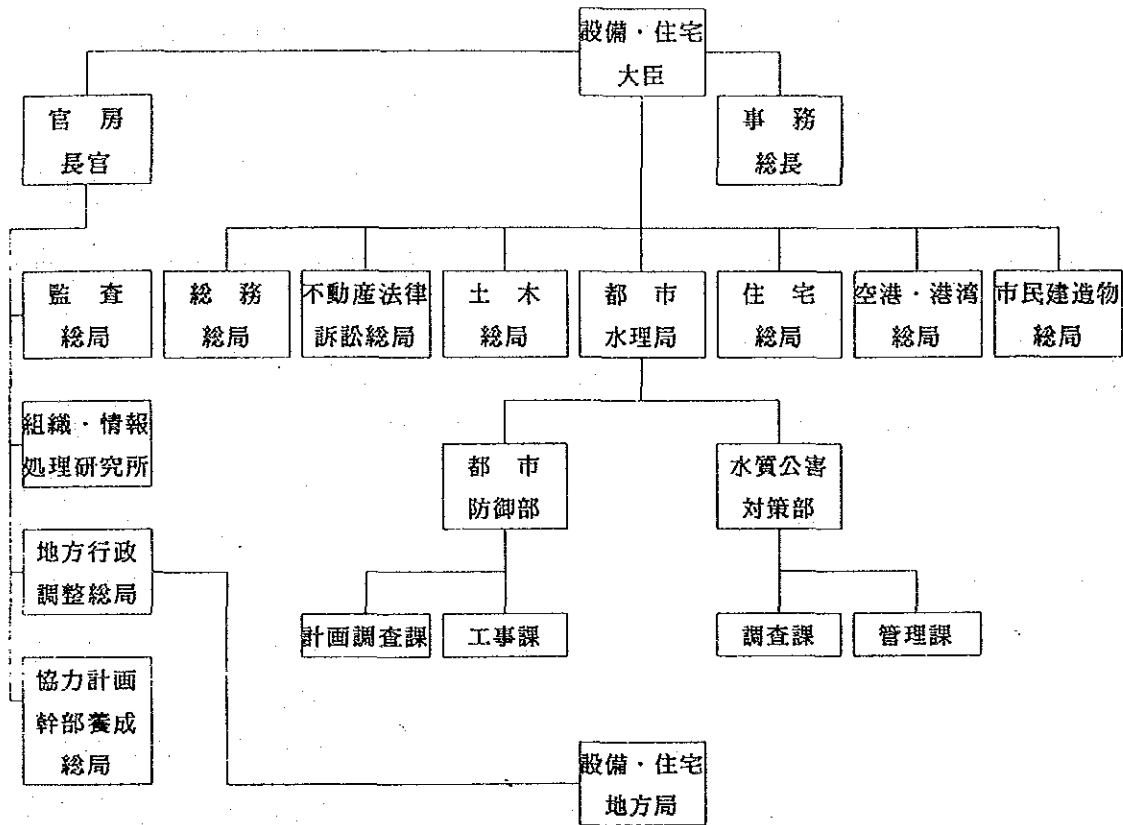 設備・住宅
大臣
官房
長官
事務
総長
監査
総局
総務
総局
不動産法律
訴訟総局
土木
総局
都市
水理局
住宅
総局
空港・港湾
総局
市民建造物
総局
組織・情報
処理研究所
都市
防御部
水質公害
対策部
地方行政
調整総局
計画調査課
工事課
調査課
管理課
協力計画
幹部養成
総局
設備・住宅
地方局